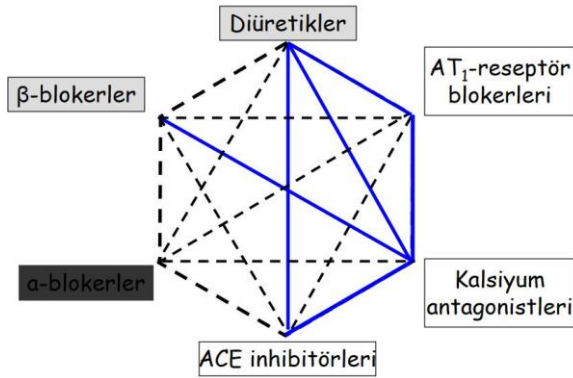 Diüretikler
AT₁-reseptör
blokerleri
β-blokerler
α-blokerler
Kalsiyum
antagonistleri
ACE inhibitörleri